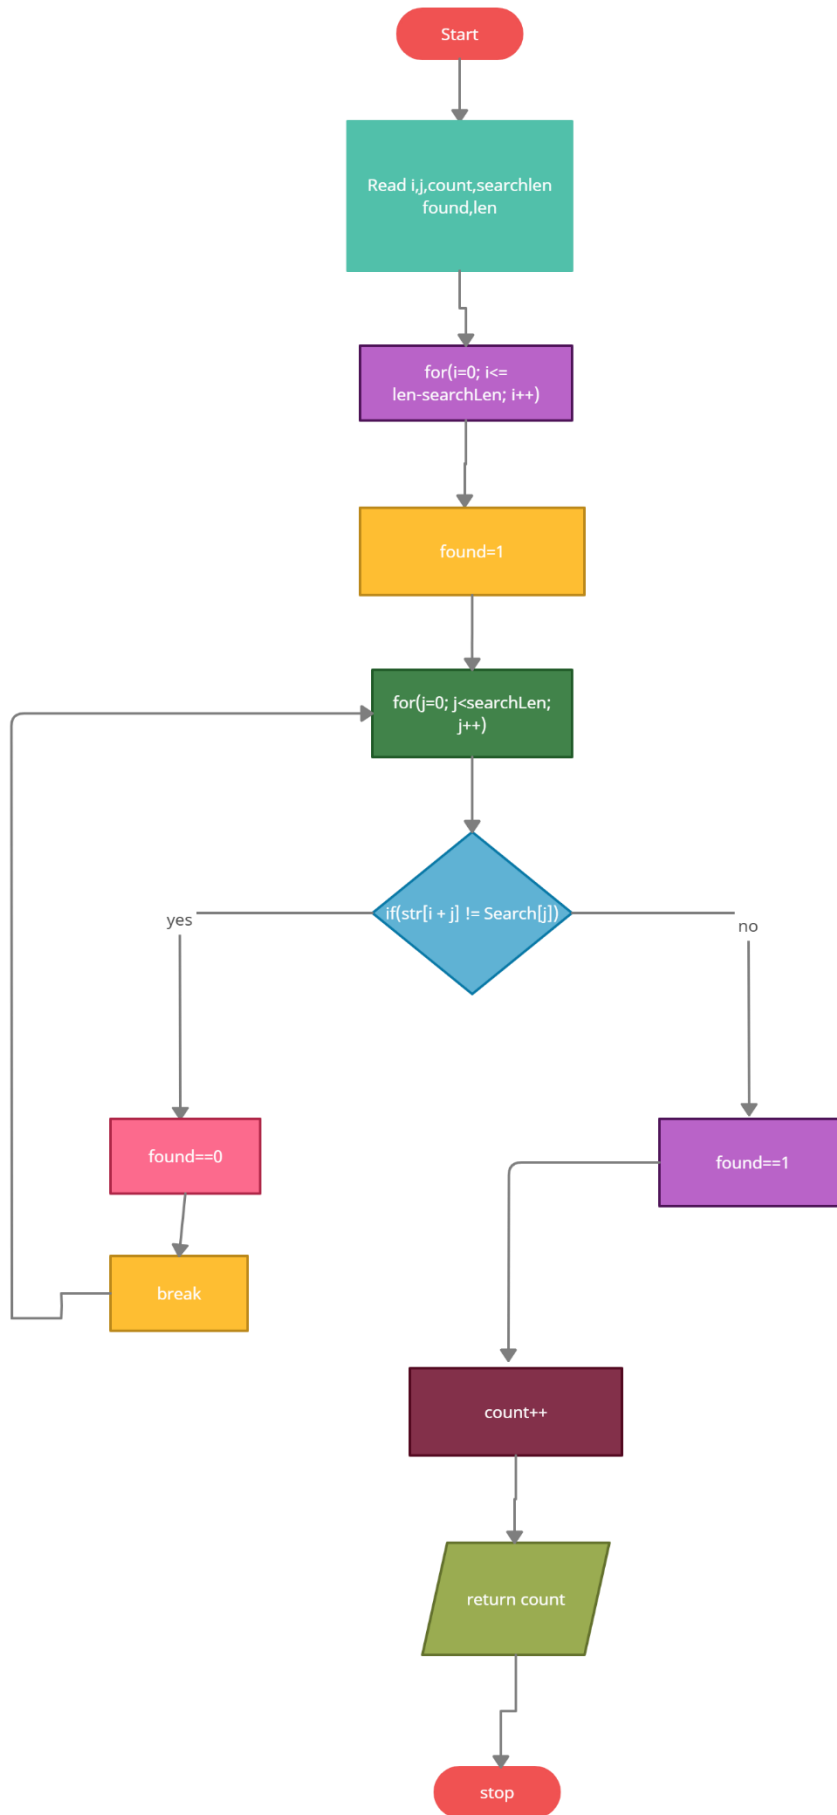 Start
Read i,j,count,searchlen
found,len
for(i=0; i<=
len-searchLen; i++)
found=1
for(j=0; j<searchLen;
j++)
if(str[i + j] != Search[j])
yes
no
found==0
found==1
break
count++
return count
stop